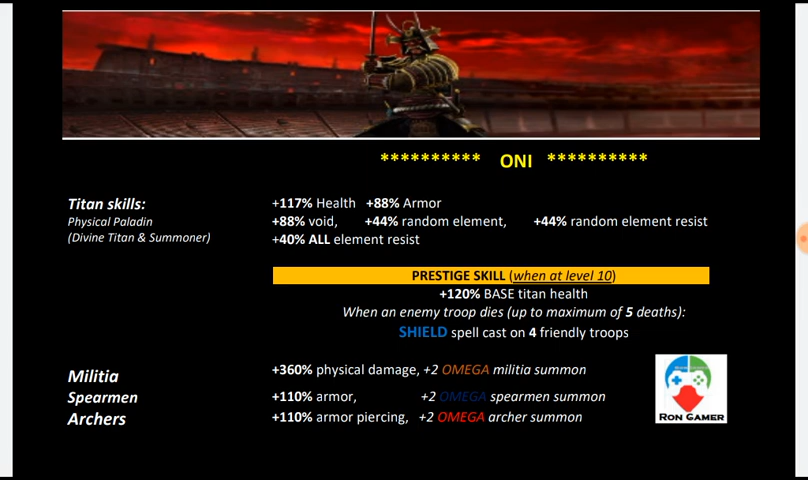 ********** ONI **********
Titan skills: +117% Health +88% Armor
Physical Paladin +88% void, +44% random element, +44% random element resist
(Divine Titan & Summoner) +40% ALL element resist
PRESTIGE SKILL (when at level 10)
+120% BASE titan health
When an enemy troop dies (up to maximum of 5 deaths):
SHIELD spell cast on 4 friendly troops
Militia +360% physical damage, +2 OMEGA militia summon
Spearmen +110% armor, +2 OMEGA spearmen summon
Archers +110% armor piercing, +2 OMEGA archer summon
RON GAMER